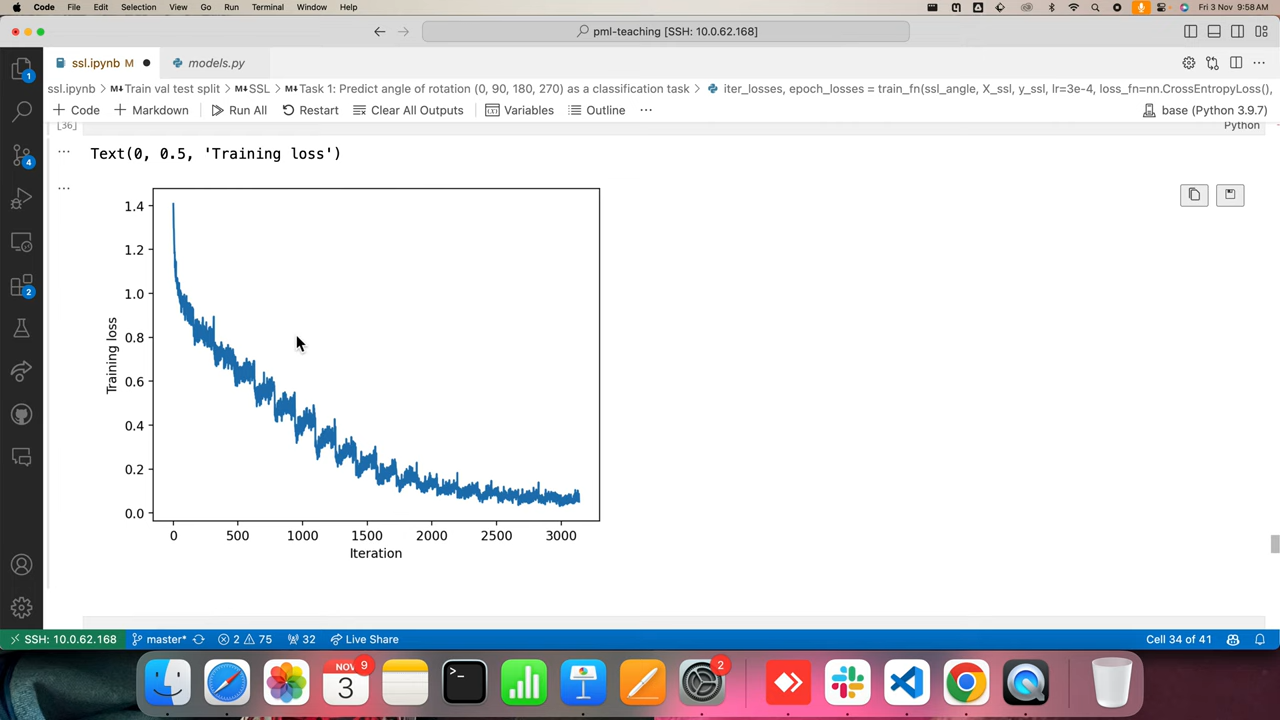 Code File Edit Selection View Go Run Terminal Window Help Fri 3 Nov 9:58 AM
pml-teaching [SSH: 10.0.62.168]
ssl.ipynb M models.py
1
ssl.ipynb > Train val test split > SSL > Task 1: Predict angle of rotation (0, 90, 180, 270) as a classification task > iter_losses, epoch_losses = train_fn(ssl_angle, X_ssl, y_ssl, lr=3e-4, loss_fn=nn.CrossEntropyLoss(),
+ Code + Markdown Run All Restart Clear All Outputs Variables Outline ... base (Python 3.9.7)
[36] Python
... Text(0, 0.5, 'Training loss')
4
...
1.4
1.2
2
1.0
0.8
0.6
0.4
0.2
0.0
Training loss
0 500 1000 1500 2000 2500 3000
Iteration
SSH: 10.0.62.168 master* 2 75 32 Live Share Cell 34 of 41
NOV
3
9
2